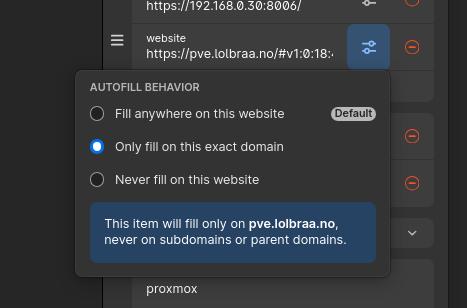 https://192.168.0.30:8006/
website
https://pve.lolbraa.no/#v1:0:18:
AUTOFILL BEHAVIOR
Fill anywhere on this website
Default
Only fill on this exact domain
Never fill on this website
This item will fill only on pve.lolbraa.no,
never on subdomains or parent domains.
proxmox